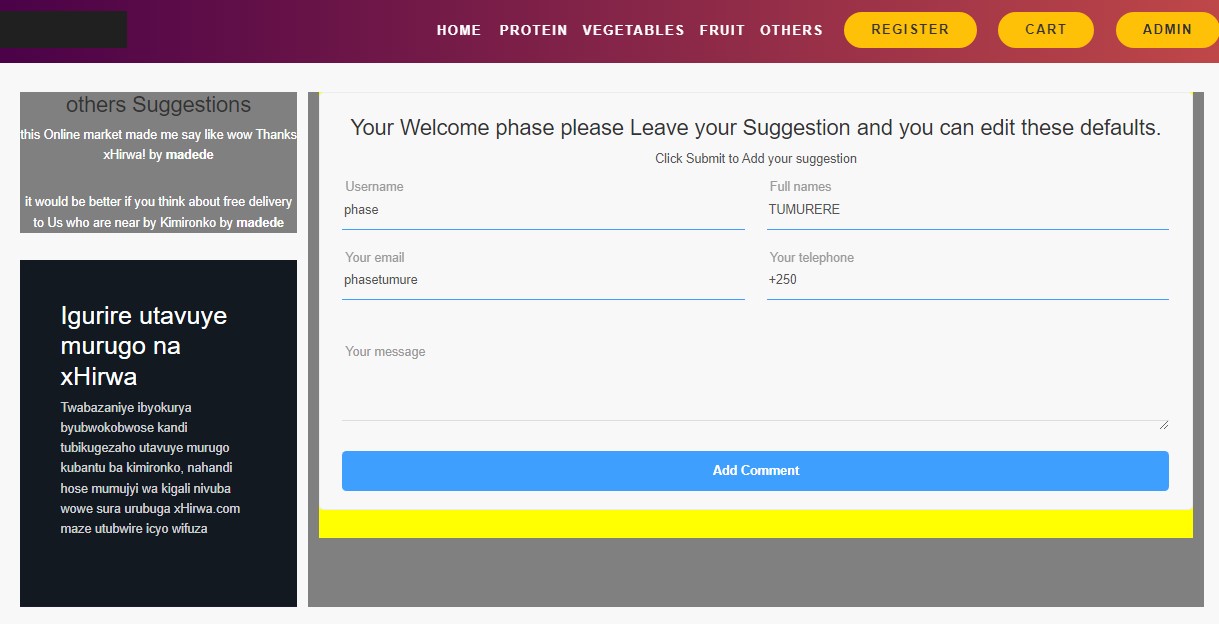 HOME PROTEIN VEGETABLES FRUIT OTHERS REGISTER CART ADMIN
others Suggestions
this Online market made me say like wow Thanks
xHirwa! by madede
it would be better if you think about free delivery
to Us who are near by Kimironko by madede
Igurire utavuye
murugo na
xHirwa
Twabazaniye ibyokurya
byubwokobwose kandi
tubikugezaho utavuye murugo
kubantu ba kimironko, nahandi
hose mumujyi wa kigali nivuba
wowe sura urubuga xHirwa.com
maze utubwire icyo wifuza
Your Welcome phase please Leave your Suggestion and you can edit these defaults.
Click Submit to Add your suggestion
Username Full names
phase TUMURERE
Your email Your telephone
phasetumure +250
Your message
Add Comment